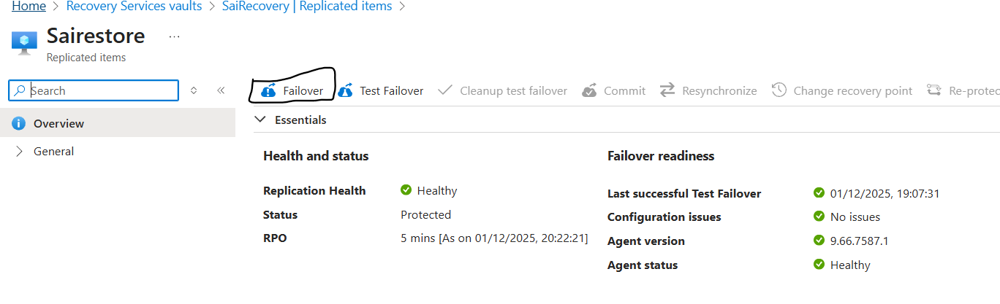 Home > Recovery Services vaults > SaiRecovery | Replicated items >
Sairestore ...
Replicated items
Search
Failover Test Failover Cleanup test failover Commit Resynchronize Change recovery point Re-protec
Overview
General
Essentials
Health and status
Replication Health Healthy
Status Protected
RPO 5 mins [As on 01/12/2025, 20:22:21]
Failover readiness
Last successful Test Failover 01/12/2025, 19:07:31
Configuration issues No issues
Agent version 9.66.7587.1
Agent status Healthy